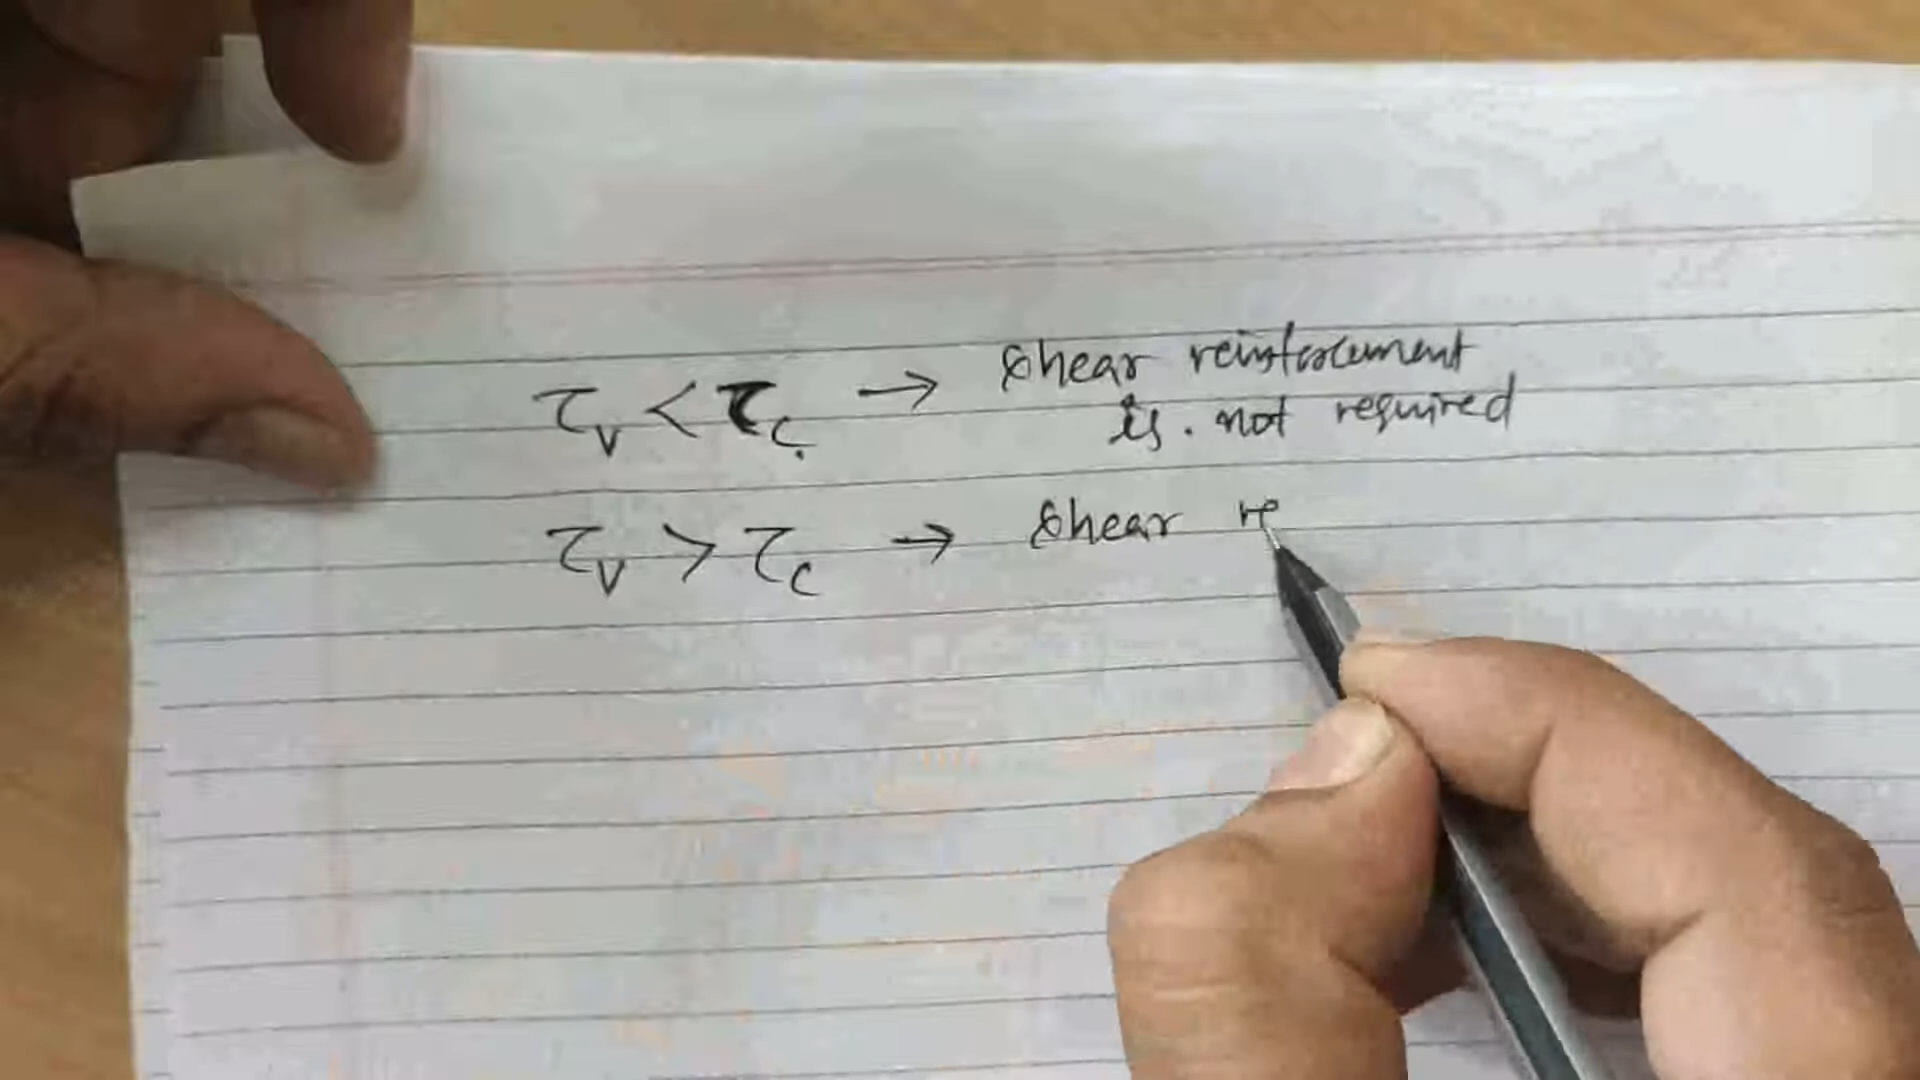 τv < τc. → shear reinforcement
is. not required
τv > τc → shear re